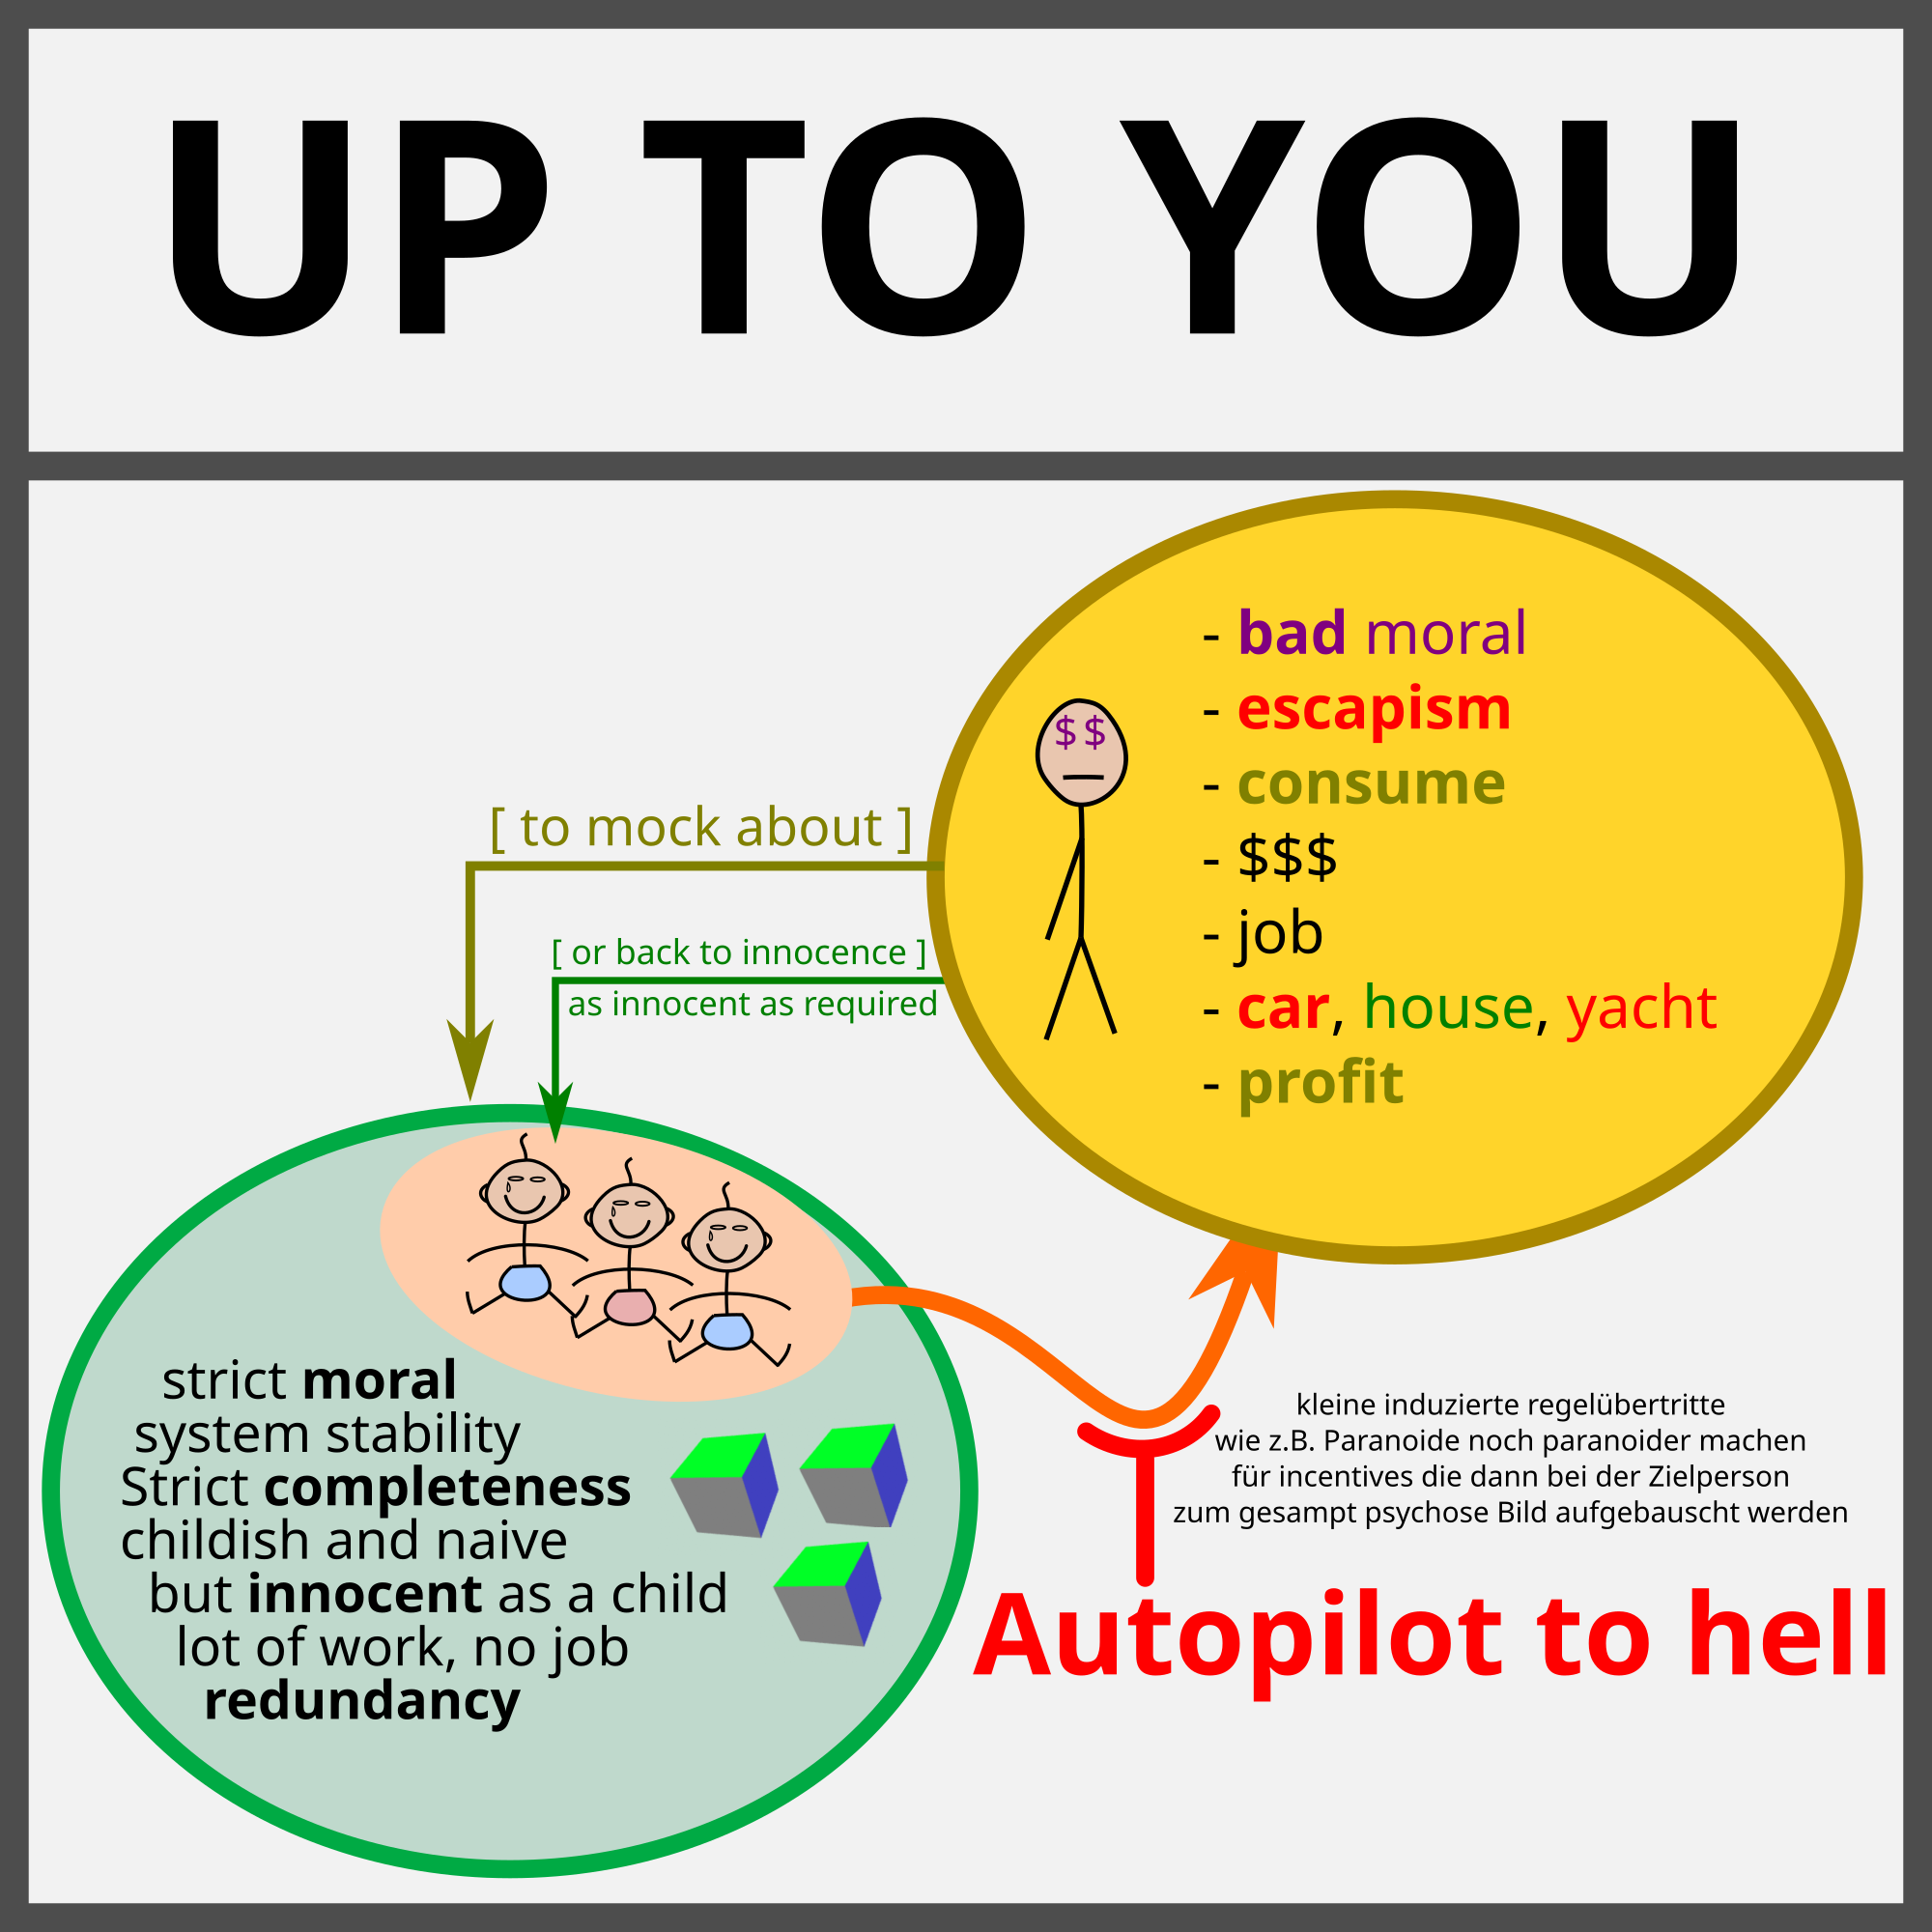 UP TO YOU
- bad moral
- escapism
- consume
- $$$
- job
- car, house, yacht
- profit
$$
[ to mock about ]
[ or back to innocence ]
as innocent as required
strict moral
system stability
Strict completeness
childish and naive
but innocent as a child
lot of work, no job
redundancy
kleine induzierte regelübertritte
wie z.B. Paranoide noch paranoider machen
für incentives die dann bei der Zielperson
zum gesampt psychose Bild aufgebauscht werden
Autopilot to hell